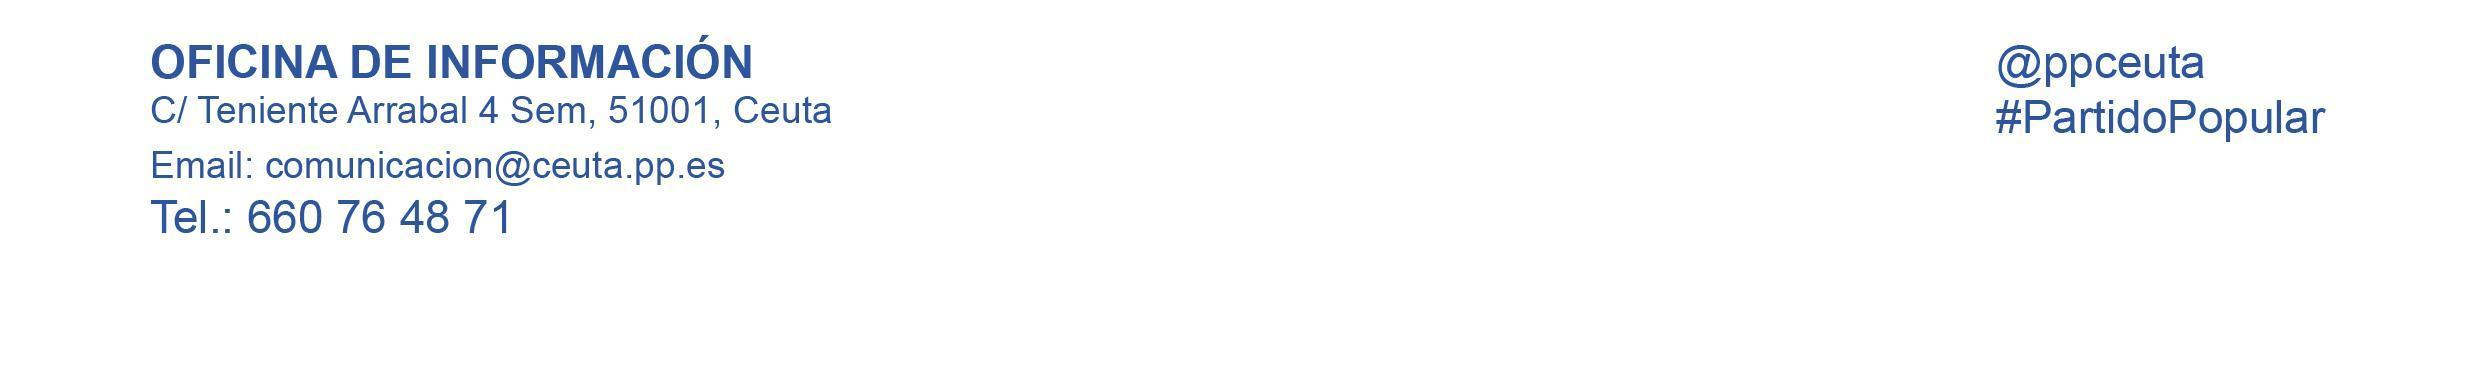 OFICINA DE INFORMACIÓN
C/ Teniente Arrabal 4 Sem, 51001, Ceuta
Email: comunicacion@ceuta.pp.es
Tel.: 660 76 48 71
@ppceuta
#PartidoPopular